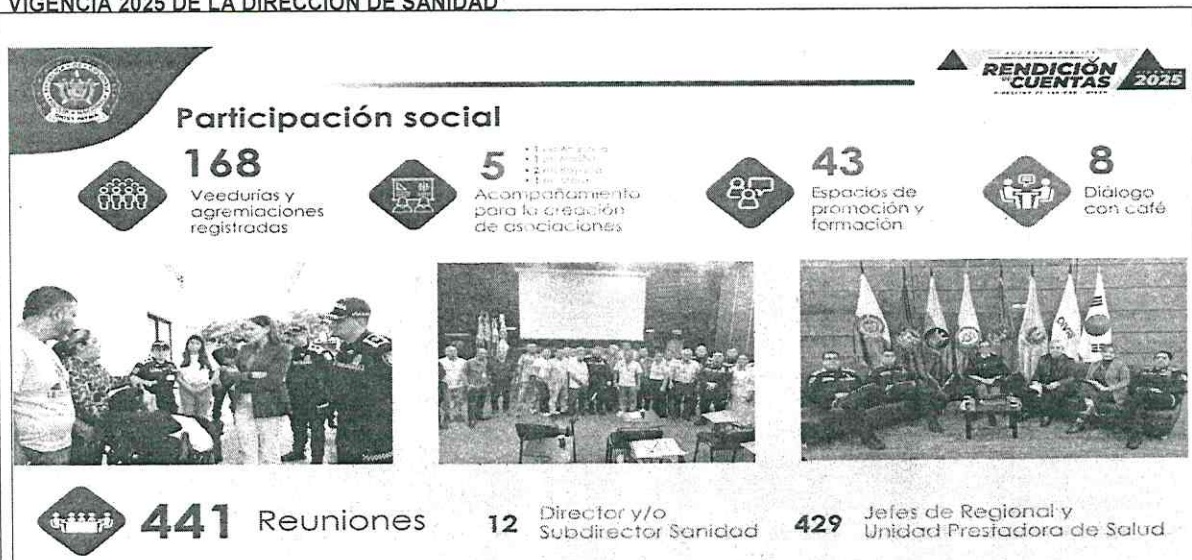 VIGENCIA 2025 DE LA DIRECCIÓN DE SANIDAD
RENDICIÓN
DE CUENTAS
2025
Participación social
168
Veedurías y
agremiaciones
registradas
5
Acompañamiento
para la creación
de asociaciones
43
Espacios de
promoción y
formación
8
Diálogo
con café
441 Reuniones
12 Director y/o
Subdirector Sanidad
429 Jefes de Regional y
Unidad Prestadora de Salud